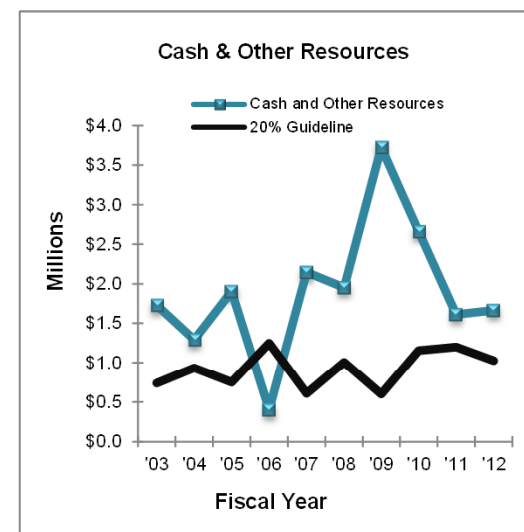 Cash & Other Resources
Cash and Other Resources
20% Guideline
$4.0
$3.5
$3.0
$2.5
$2.0
$1.5
$1.0
$0.5
$0.0
Millions
'03 '04 '05 '06 '07 '08 '09 '10 '11 '12
Fiscal Year